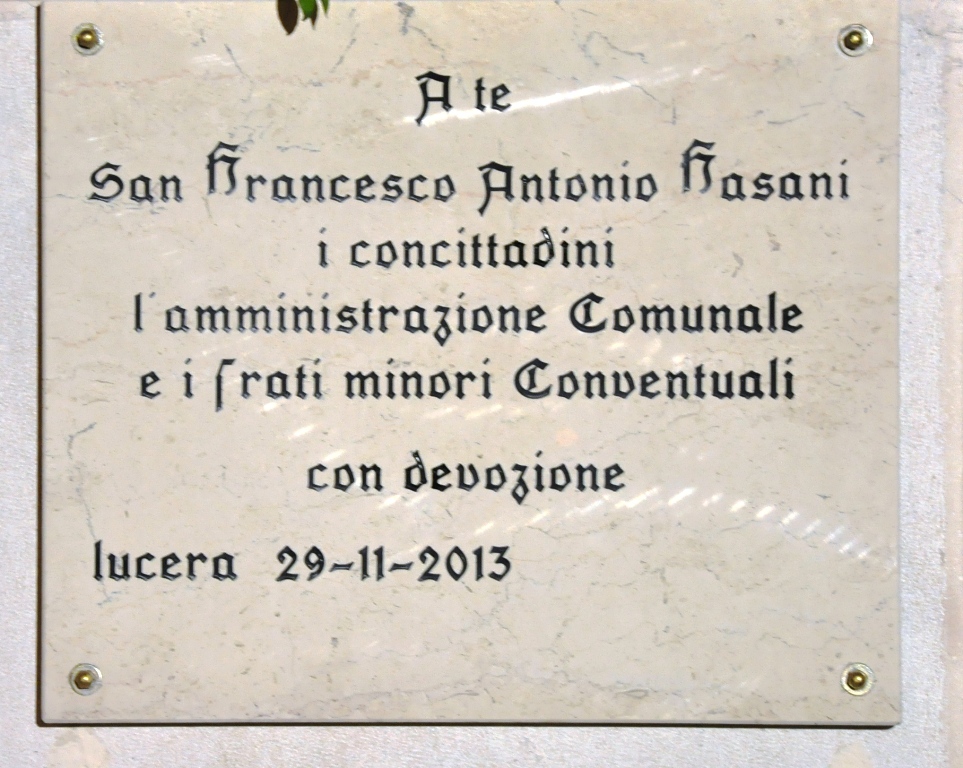 A te
San Francesco Antonio Fasani
i concittadini
l'amministrazione Comunale
e i frati minori Conventuali
con devozione
lucera 29-11-2013